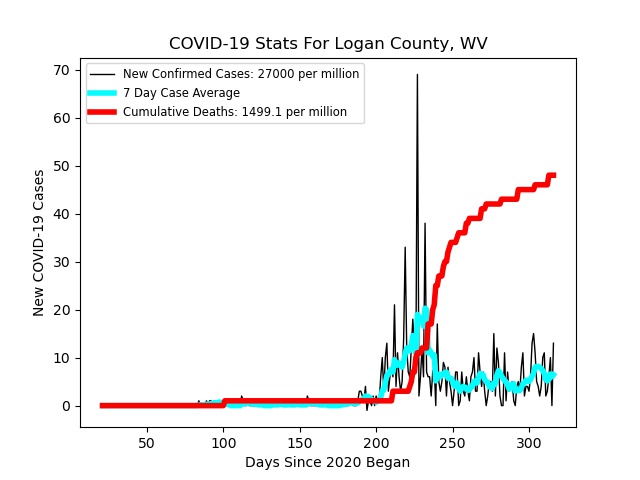 COVID-19 Stats For Logan County, WV
New Confirmed Cases: 27000 per million
7 Day Case Average
Cumulative Deaths: 1499.1 per million
New COVID-19 Cases
70
60
50
40
30
20
10
0
50 100 150 200 250 300
Days Since 2020 Began